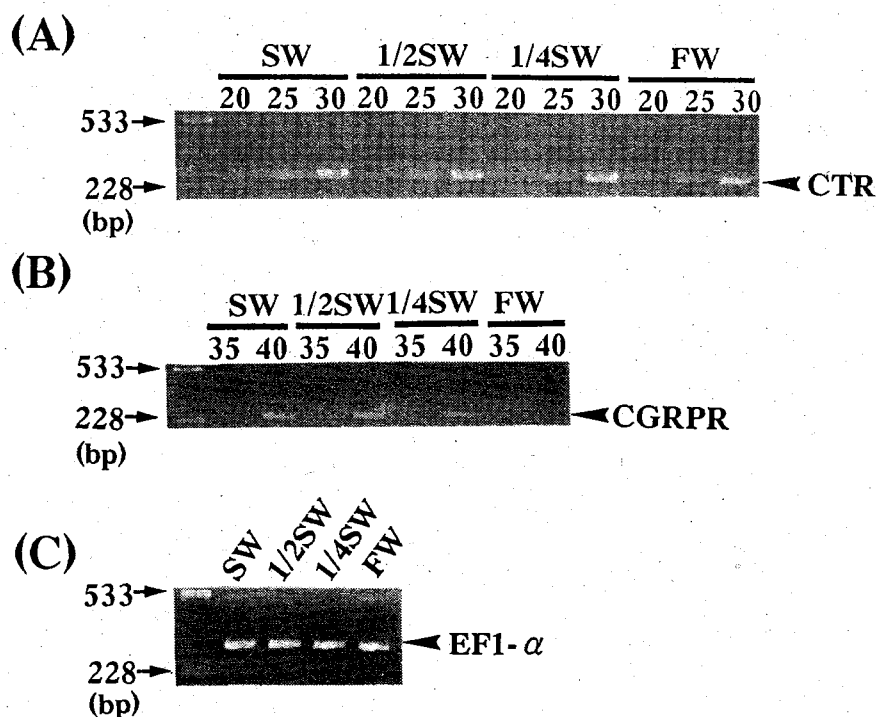 (A)
SW 1/2SW 1/4SW FW
20 25 30 20 25 30 20 25 30 20 25 30
533
228
(bp)
CTR
(B)
SW 1/2SW 1/4SW FW
35 40 35 40 35 40 35 40
533
228
(bp)
CGRPR
(C)
SW 1/2SW 1/4SW FW
533
228
(bp)
EF1-α